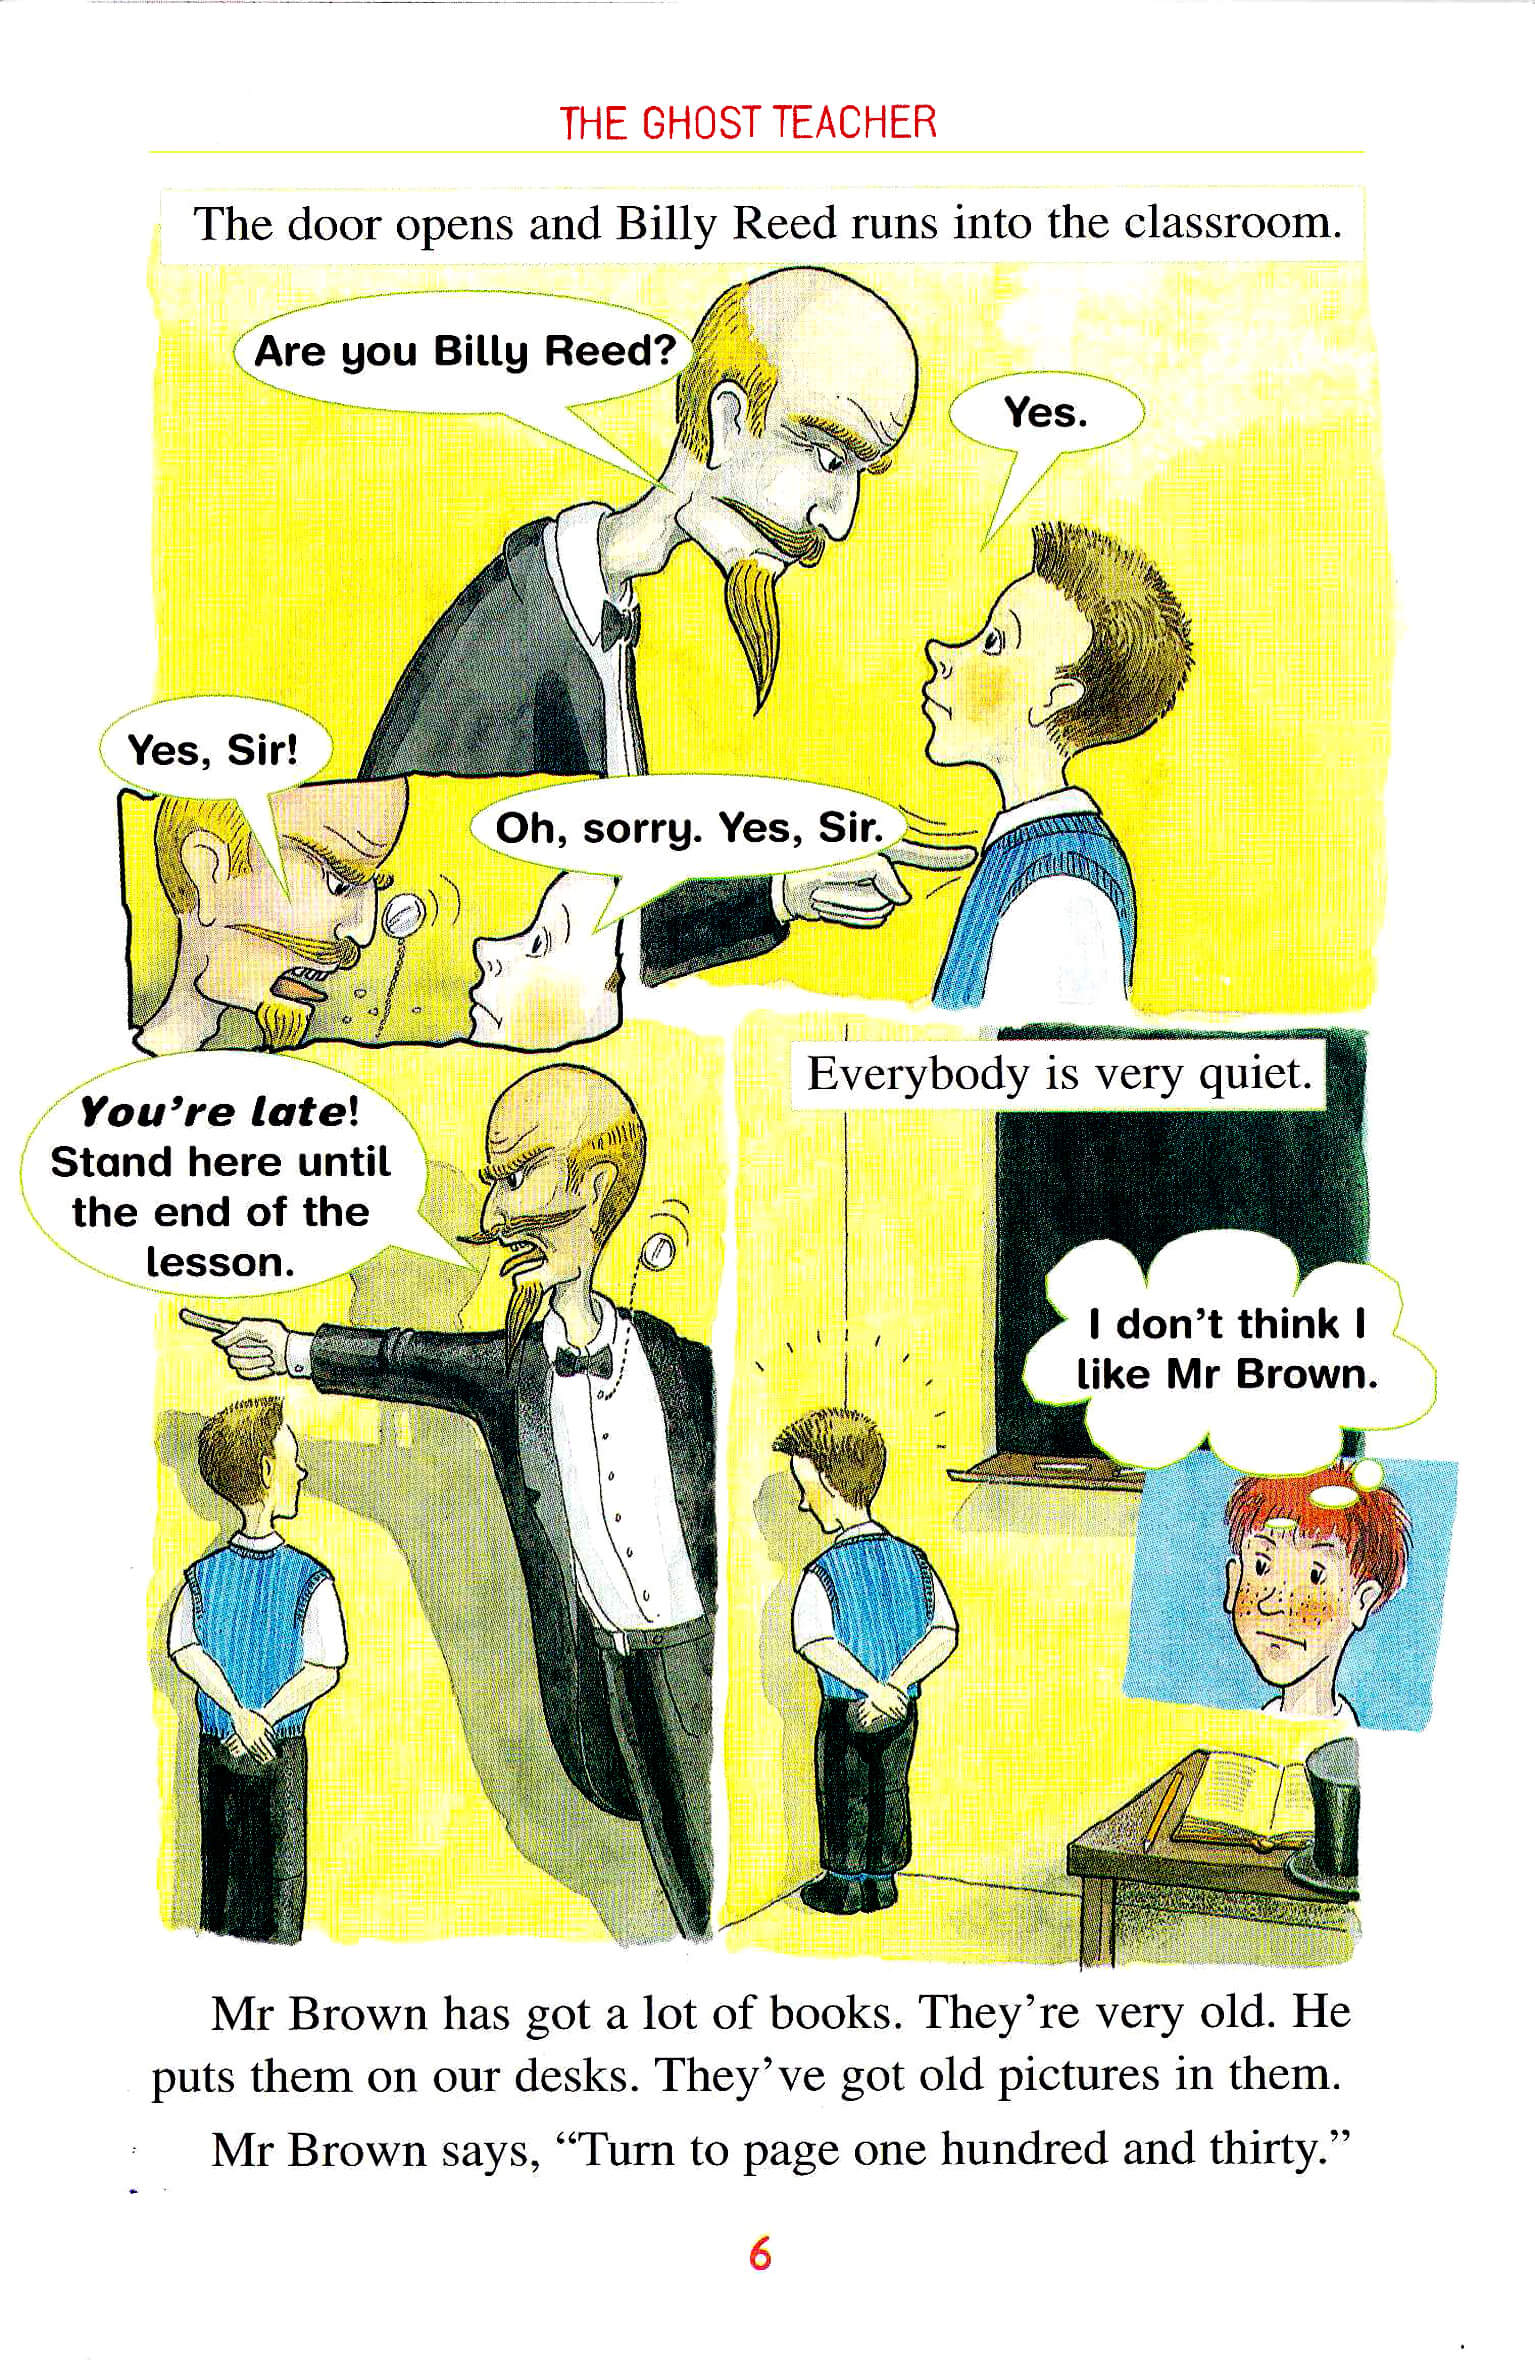 THE GHOST TEACHER
The door opens and Billy Reed runs into the classroom.
Are you Billy Reed?
Yes.
Yes, Sir!
Oh, sorry. Yes, Sir.
You're late!
Stand here until
the end of the
lesson.
Everybody is very quiet.
I don't think I
like Mr Brown.
Mr Brown has got a lot of books. They're very old. He
puts them on our desks. They've got old pictures in them.
Mr Brown says, “Turn to page one hundred and thirty.”
6